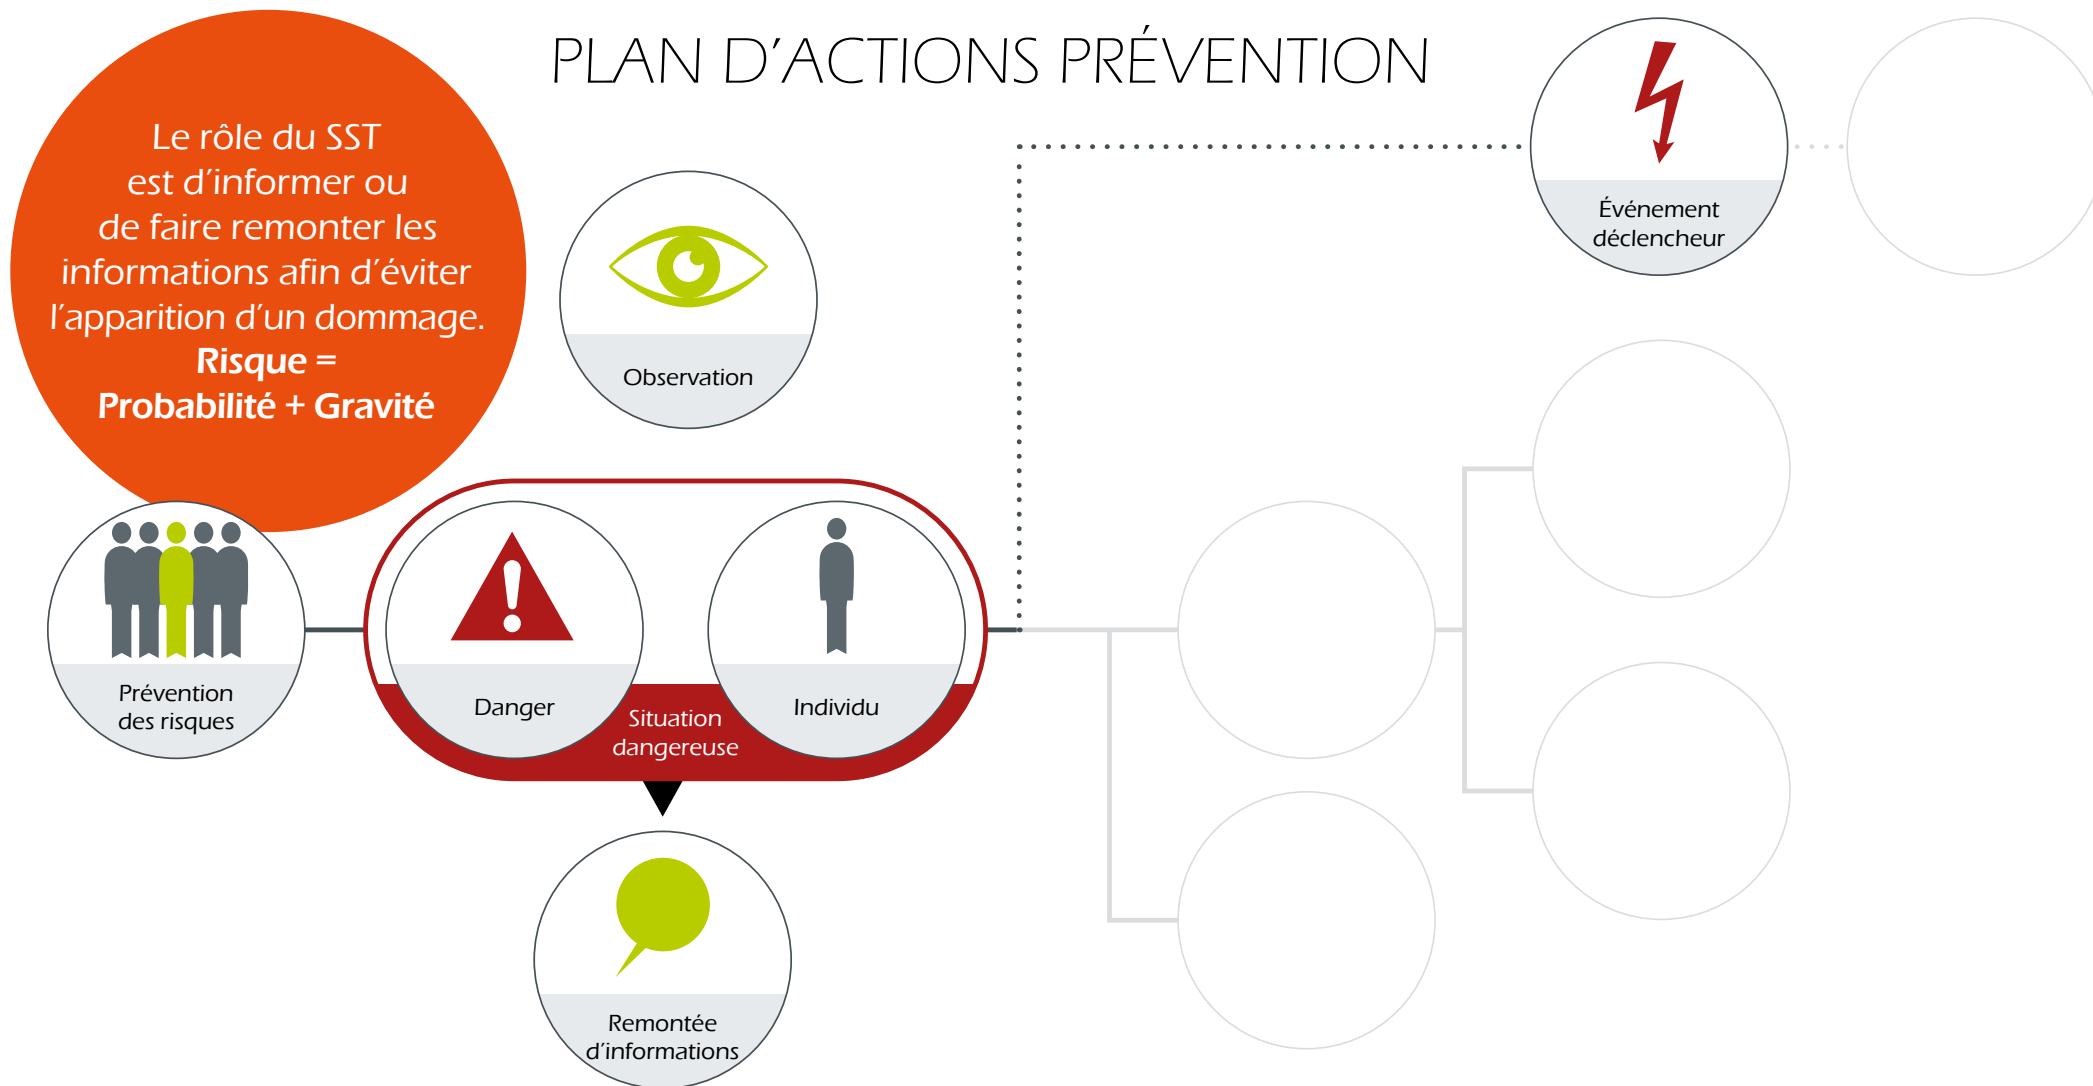 PLAN D’ACTIONS PRÉVENTION
Le rôle du SST
est d’informer ou
de faire remonter les
informations afin d’éviter
l’apparition d’un dommage.
Risque =
Probabilité + Gravité
Observation
Événement
déclencheur
Prévention
des risques
Danger
Situation
dangereuse
Individu
Remontée
d’informations